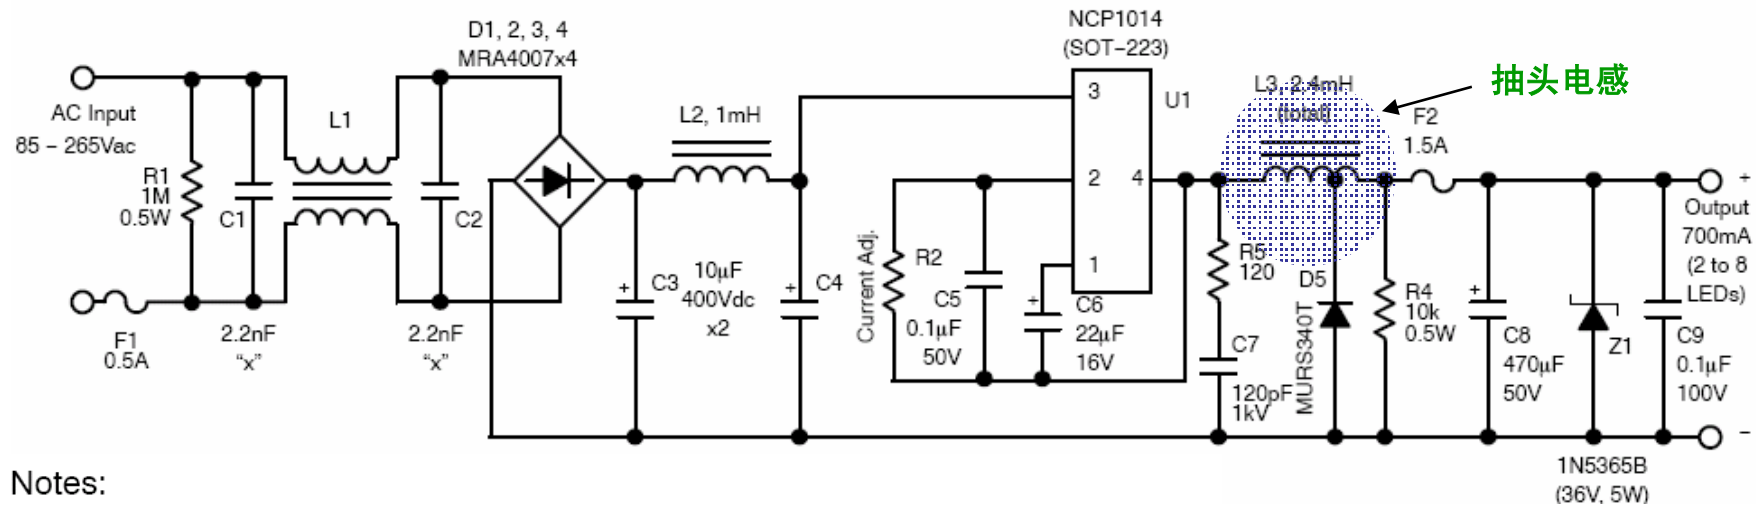 NCP1014
(SOT-223)
D1, 2, 3, 4
MRA4007x4
抽头电感
AC Input
85 - 265Vac
L1
L2, 1mH
3
U1
L3, 2.4mH
(total)
F2
1.5A
R1
1M
0.5W
C1
C2
2
4
+
Output
700mA
(2 to 8
LEDs)
-
Current Adj.
R2
1
C5
0.1µF
50V
+
C6
22µF
16V
R5
120
D5
MURS340T
R4
10k
0.5W
+
C3
10µF
400Vdc
x2
+
C4
F1
0.5A
2.2nF
“x”
2.2nF
“x”
C7
120pF
1kV
+
C8
470µF
50V
Z1
C9
0.1µF
100V
1N5365B
(36V, 5W)
Notes: